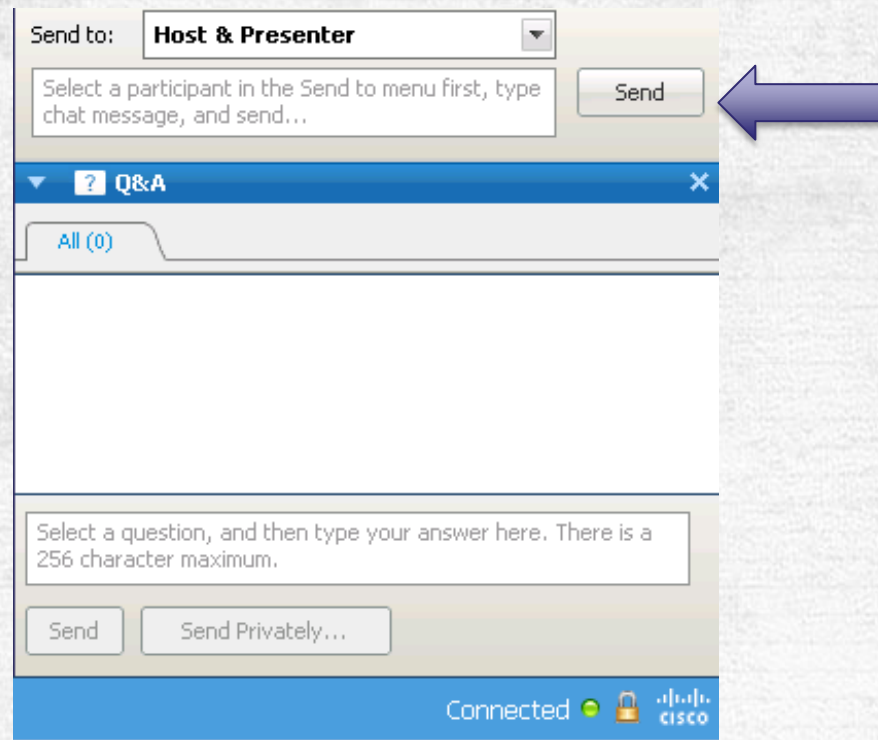 Send to: Host & Presenter
Select a participant in the Send to menu first, type
chat message, and send...
Send
? Q&A
All (0)
Select a question, and then type your answer here. There is a
256 character maximum.
Send Send Privately...
Connected
CISCO